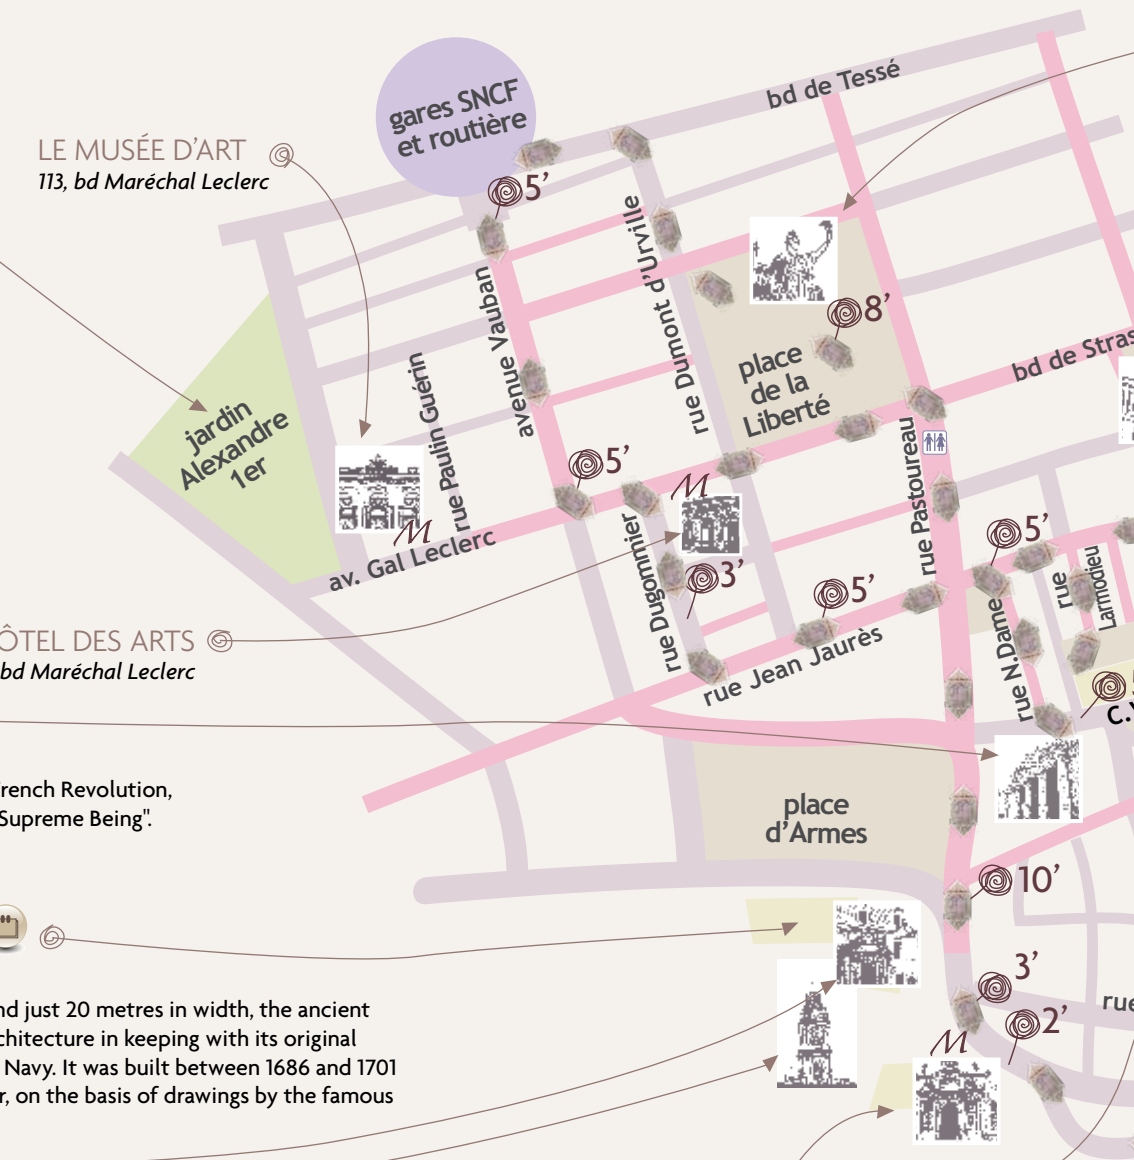 bd de Tessé
gares SNCF
et routière
LE MUSÉE D'ART
113, bd Maréchal Leclerc
5'
rue Dumont d'Urville
avenue Vauban
8'
place
de la
Liberté
bd de Stras
jardin
Alexandre
1er
rue Paulin Guérin
M
av. Gal Leclerc
5'
M
rue Pastoureau
rue Dugommier
3'
5'
5'
rue
Larmodieu
rue N.Dame
rue Jean Jaurès
ÔTEL DES ARTS
bd Maréchal Leclerc
C.
rench Revolution,
Supreme Being".
place
d'Armes
10'
nd just 20 metres in width, the ancient
chitecture in keeping with its original
Navy. It was built between 1686 and 1701
r, on the basis of drawings by the famous
3'
rue
2'
M